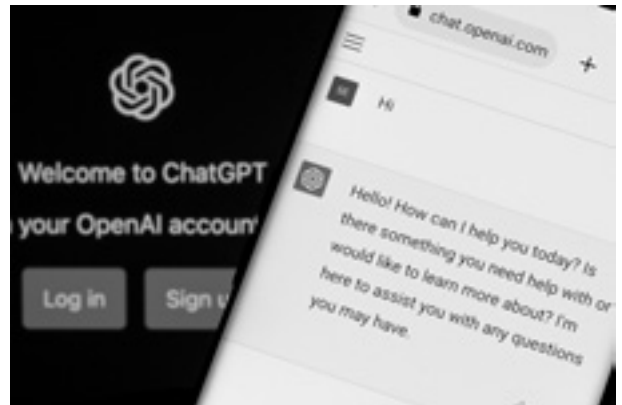 Welcome to ChatGPT
your OpenAI account
Log in
Sign u
chat.openai.com
Hi
Hello! How can I help you today? Is
there something you need help with or
would like to learn more about? I'm
here to assist you with any questions
you may have.